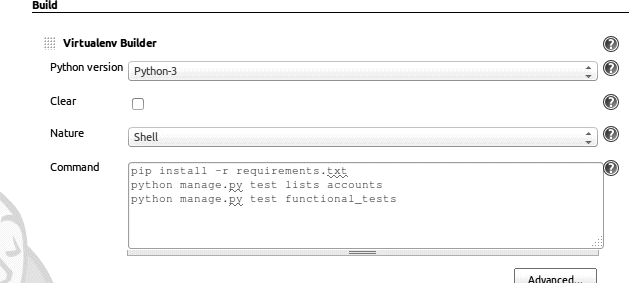 Build
Virtualenv Builder
Python version Python-3
Clear
Nature Shell
Command pip install -r requirements.txt
python manage.py test lists accounts
python manage.py test functional_tests
Advanced...